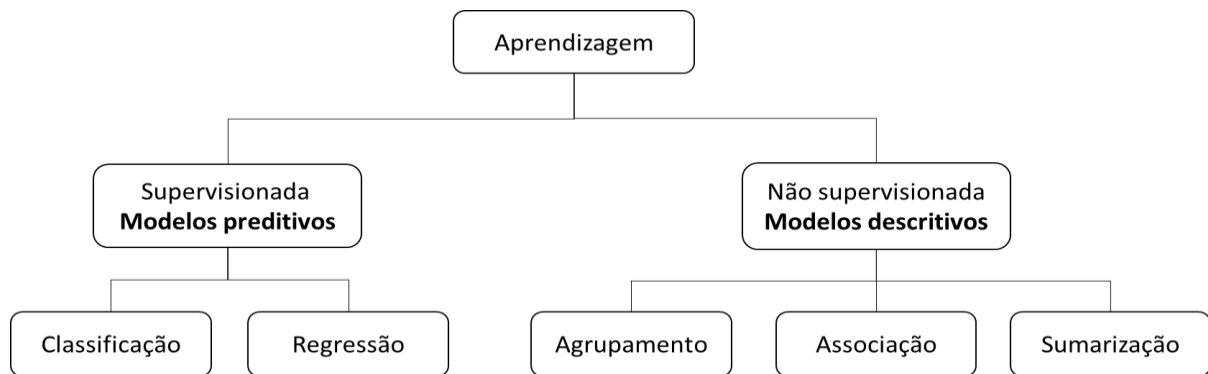 Aprendizagem
Supervisionada
Modelos preditivos
Não supervisionada
Modelos descritivos
Classificação
Regressão
Agrupamento
Associação
Sumarização